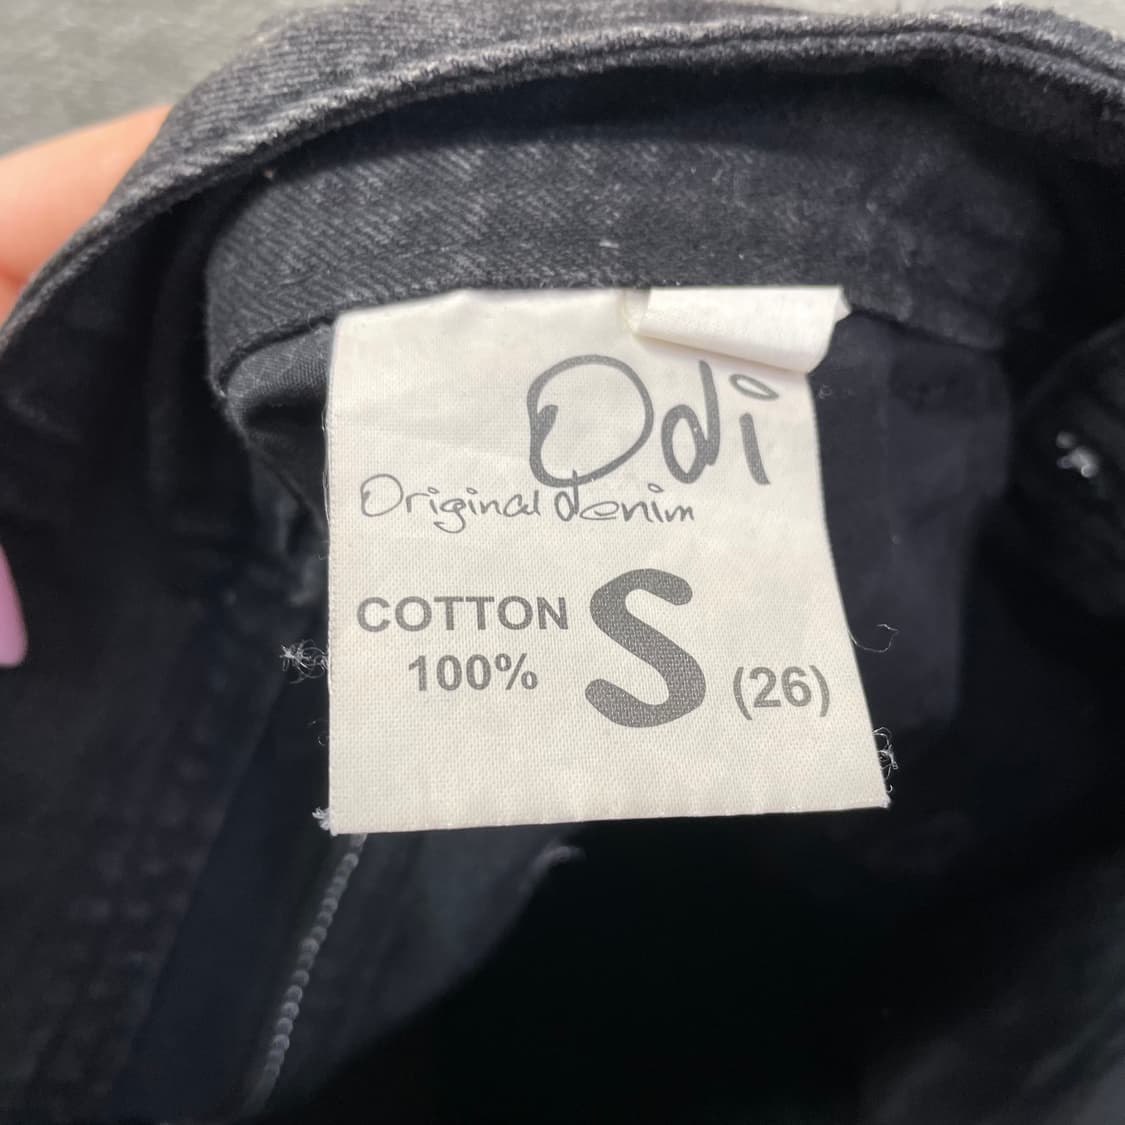 Odi
Original denim
COTTON
100%
S (26)